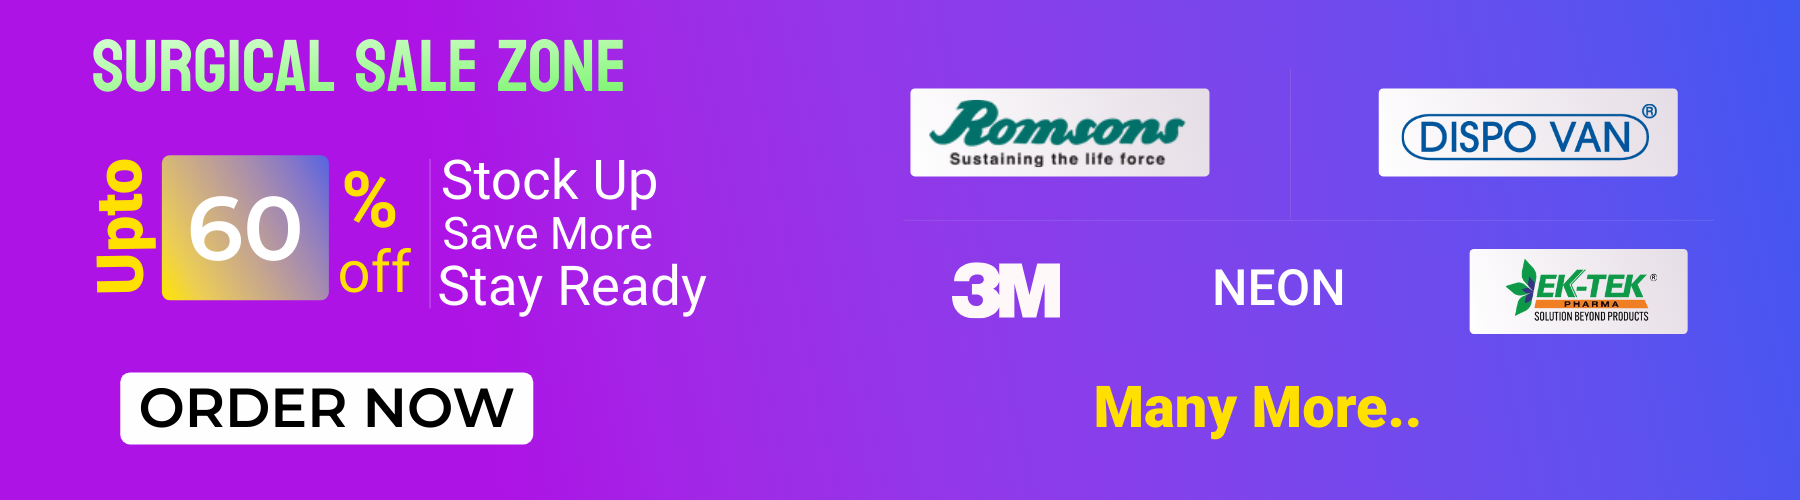 SURGICAL SALE ZONE
Upto
60
%
off
Stock Up
Save More
Stay Ready
ORDER NOW
Romsons
Sustaining the life force
DISPO VAN®
3M
NEON
EK-TEK®
PHARMA
SOLUTION BEYOND PRODUCTS
Many More..